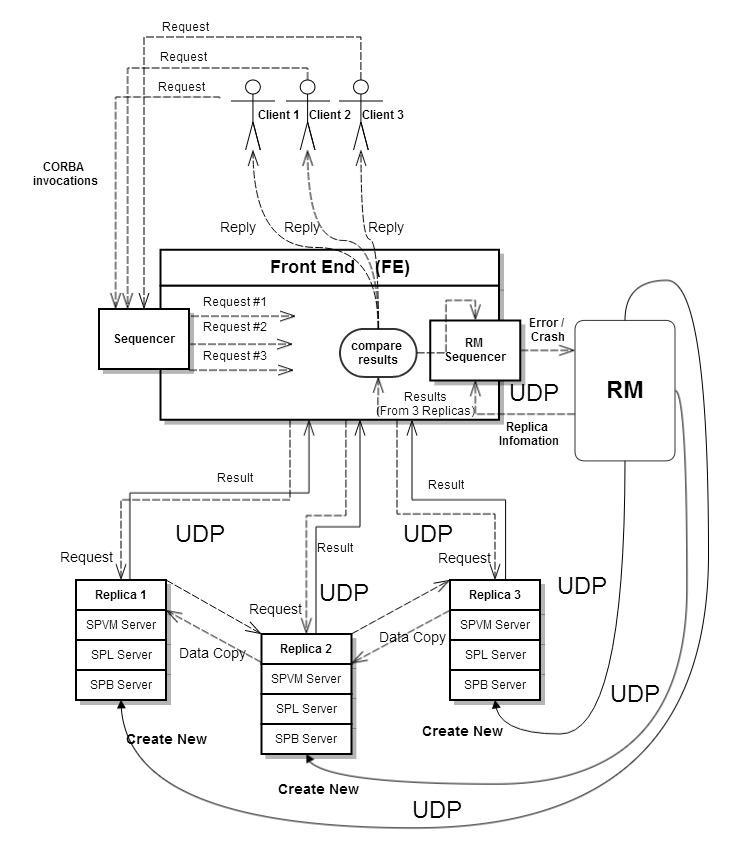 Request
Request
Request
Client 1
Client 2
Client 3
CORBA
invocations
Reply
Reply
Reply
Front End (FE)
Sequencer
Request #1
Request #2
Request #3
compare
results
RM
Sequencer
Error /
Crash
RM
Results
(From 3 Replicas)
UDP
Replica
Infomation
Result
Result
UDP
UDP
Result
Request
Request
UDP
UDP
Request
Replica 1
SPVM Server
SPL Server
SPB Server
Data Copy
Replica 2
SPVM Server
SPL Server
SPB Server
Data Copy
Replica 3
SPVM Server
SPL Server
SPB Server
UDP
Create New
Create New
Create New
UDP